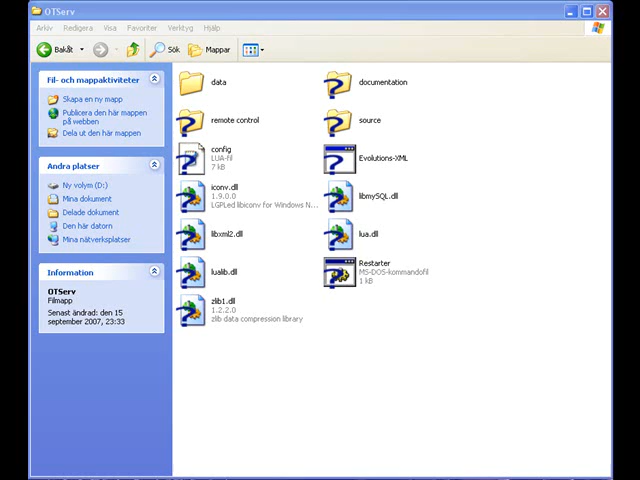 OTServ
Arkiv Redigera Visa Favoriter Verktyg Hjälp
Bakåt Sök Mappar
Fil- och mappaktiviteter
Skapa en ny mapp
Publicera den här mappen
på webben
Dela ut den här mappen
Andra platser
Ny volym (D:)
Mina dokument
Delade dokument
Den här datorn
Mina nätverksplatser
Information
OTServ
Filmapp
Senast ändrad: den 15
september 2007, 23:33
data
documentation
remote control
source
config
LUA-fil
7 kB
Evolutions-XML
iconv.dll
1.9.0.0
LGPLed libiconv for Windows N...
libmySQL.dll
libxml2.dll
lua.dll
lualib.dll
Restarter
MS-DOS-kommandofil
1 kB
zlib1.dll
1.2.2.0
zlib data compression library